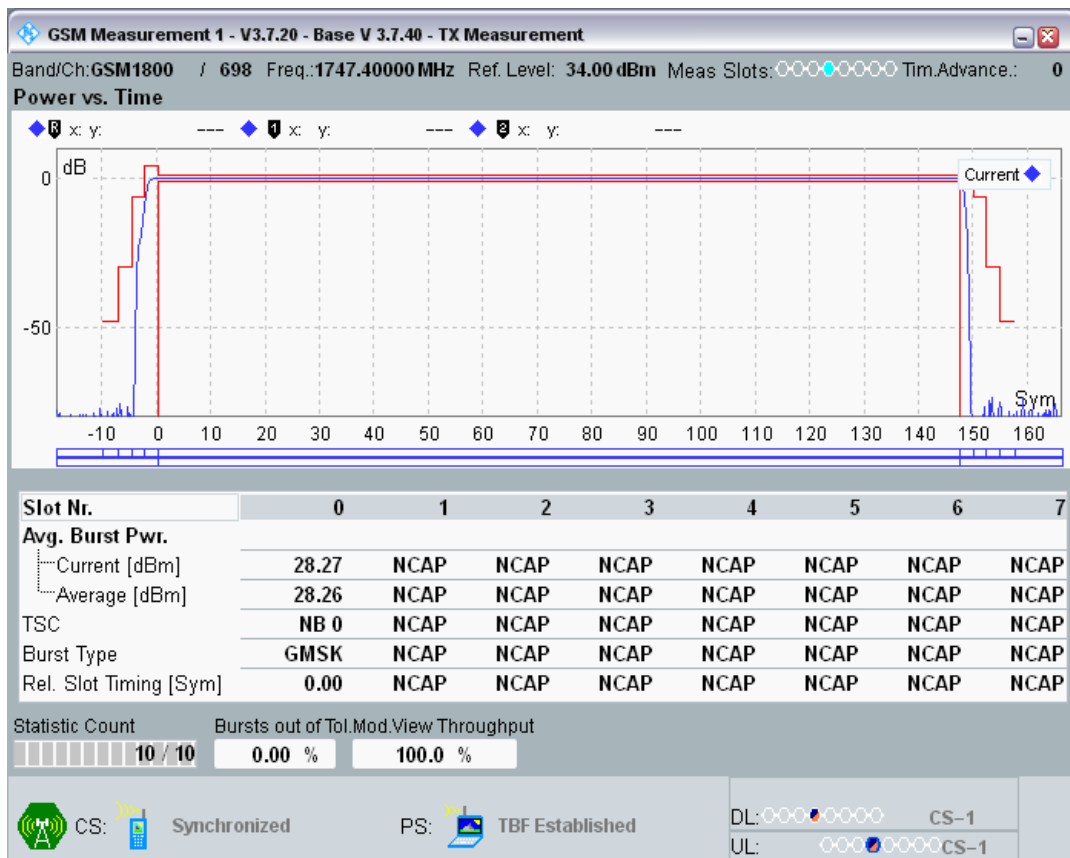 GSM Measurement 1 - V3.7.20 - Base V 3.7.40 - TX Measurement
Band/Ch:GSM1800 / 698 Freq.:1747.40000 MHz Ref. Level: 34.00 dBm Meas Slots: Tim.Advance.: 0
Power vs. Time
R x: y: --- 1 x: y: --- 2 x: y: ---
dB
Current
0
-50
Sym
-10 0 10 20 30 40 50 60 70 80 90 100 110 120 130 140 150 160
Slot Nr. 0 1 2 3 4 5 6 7
Avg. Burst Pwr.
Current [dBm] 28.27 NCAP NCAP NCAP NCAP NCAP NCAP NCAP
Average [dBm] 28.26 NCAP NCAP NCAP NCAP NCAP NCAP NCAP
TSC NB 0 NCAP NCAP NCAP NCAP NCAP NCAP NCAP
Burst Type GMSK NCAP NCAP NCAP NCAP NCAP NCAP NCAP
Rel. Slot Timing [Sym] 0.00 NCAP NCAP NCAP NCAP NCAP NCAP NCAP
Statistic Count Bursts out of Tol. Mod.View Throughput
10 / 10 0.00 % 100.0 %
CS: Synchronized PS: TBF Established
DL: CS-1
UL: CS-1